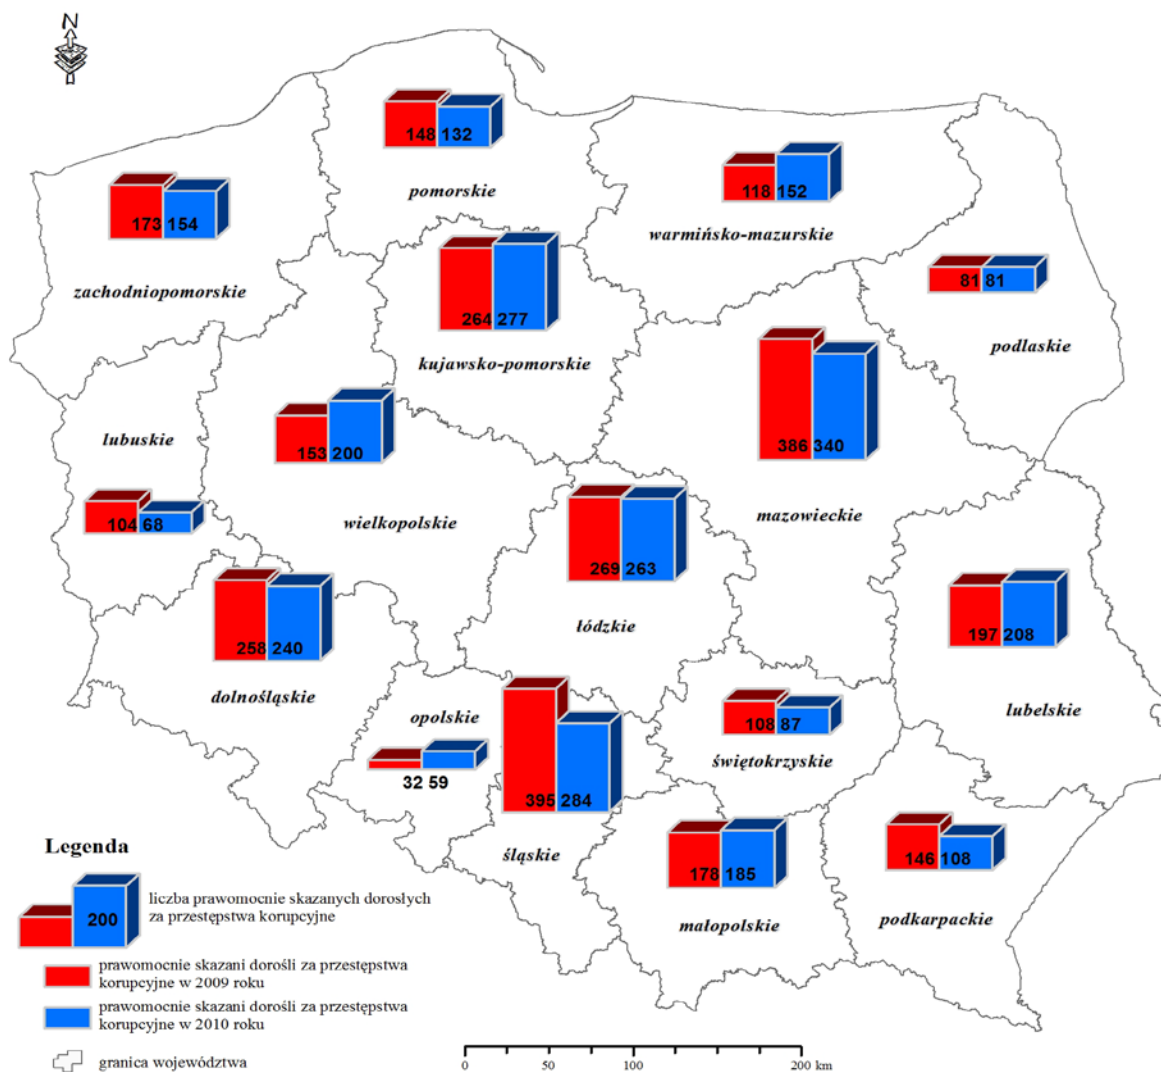 N
148 132
pomorskie
173 154
zachodniopomorskie
118 152
warmińsko-mazurskie
264 277
kujawsko-pomorskie
81 81
podlaskie
386 340
mazowieckie
lubuskie
104 68
153 200
wielkopolskie
269 263
łódzkie
197 208
lubelskie
258 240
dolnośląskie
opolskie
32 59
395 284
śląskie
108 87
świętokrzyskie
178 185
małopolskie
146 108
podkarpackie
Legenda
200
liczba prawomocnie skazanych dorosłych
za przestępstwa korupcyjne
prawomocnie skazani dorośli za przestępstwa
korupcyjne w 2009 roku
prawomocnie skazani dorośli za przestępstwa
korupcyjne w 2010 roku
granica województwa
0 50 100 200 km